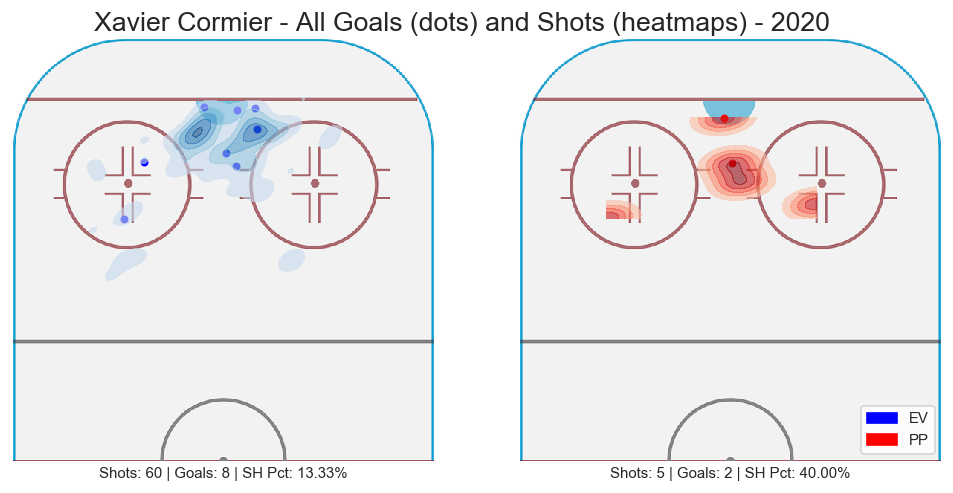 Xavier Cormier - All Goals (dots) and Shots (heatmaps) - 2020
EV
PP
Shots: 60 | Goals: 8 | SH Pct: 13.33%
Shots: 5 | Goals: 2 | SH Pct: 40.00%